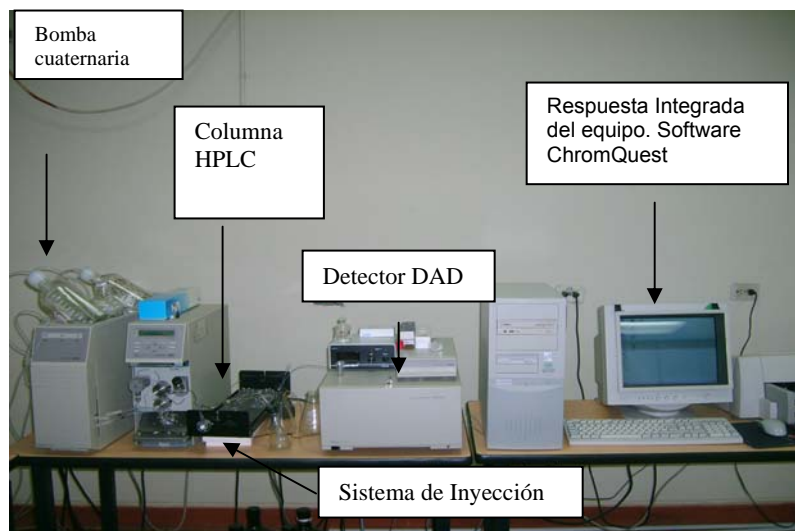 Bomba
cuaternaria
Columna
HPLC
Respuesta Integrada
del equipo. Software
ChromQuest
Detector DAD
Sistema de Inyección